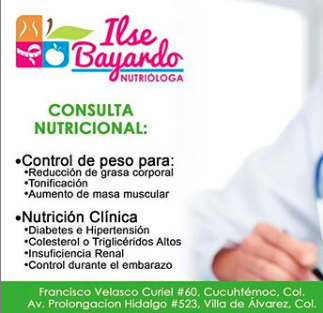 Ilse
Bayardo
NUTRIÓLOGA
CONSULTA
NUTRICIONAL:
•Control de peso para:
•Reducción de grasa corporal
•Tonificación
•Aumento de masa muscular
•Nutrición Clínica
•Diabetes e Hipertensión
•Colesterol o Triglicéridos Altos
•Insuficiencia Renal
•Control durante el embarazo
Francisco Velasco Curiel #60, Cucuhtémoc, Col.
Av. Prolongacion Hidalgo #523, Villa de Álvarez, Col.